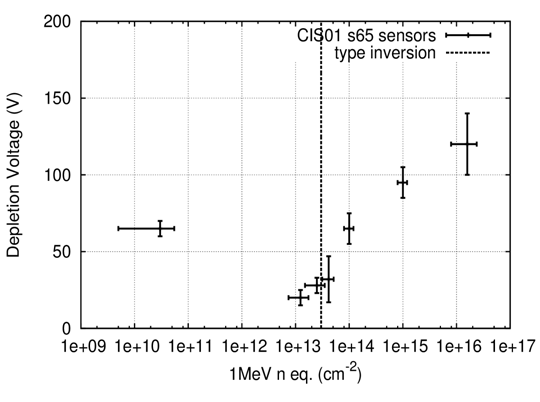 200
150
100
50
0
Depletion Voltage (V)
CIS01 s65 sensors
type inversion
1e+09 1e+10 1e+11 1e+12 1e+13 1e+14 1e+15 1e+16 1e+17
1MeV n eq. (cm-2)